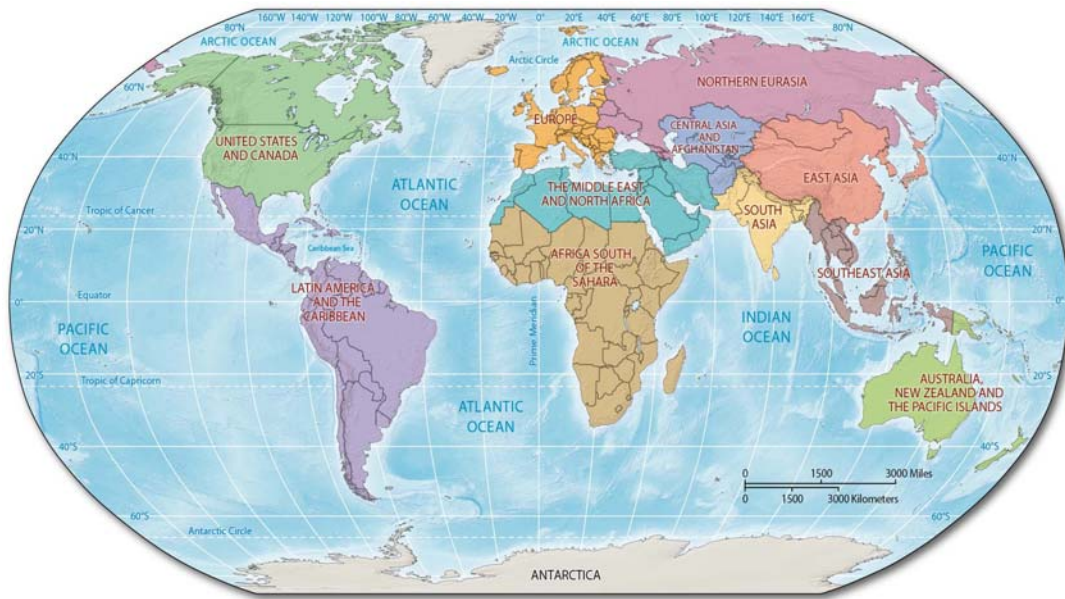 160°W 140°W 120°W 100°W 80°W 60°W 40°W 20°W 0° 20°E 40°E 60°E 80°E 100°E 120°E 140°E 160°E
80°N
80°N
ARCTIC OCEAN
ARCTIC OCEAN
Arctic Circle
60°N
60°N
NORTHERN EURASIA
UNITED STATES
AND CANADA
EUROPE
CENTRAL ASIA
AND
AFGHANISTAN
40°N
40°N
EAST ASIA
ATLANTIC
OCEAN
THE MIDDLE EAST
AND NORTH AFRICA
SOUTH
ASIA
Tropic of Cancer
20°N
20°N
Caribbean Sea
AFRICA SOUTH
OF THE
SAHARA
PACIFIC
OCEAN
SOUTHEAST ASIA
LATIN AMERICA
AND THE
CARIBBEAN
Equator
0°
0°
PACIFIC
OCEAN
Prime Meridian
INDIAN
OCEAN
20°S
20°S
Tropic of Capricorn
AUSTRALIA,
NEW ZEALAND AND
THE PACIFIC ISLANDS
ATLANTIC
OCEAN
40°S
40°S
0 1500 3000 Miles
0 1500 3000 Kilometers
60°S
60°S
Antarctic Circle
ANTARCTICA